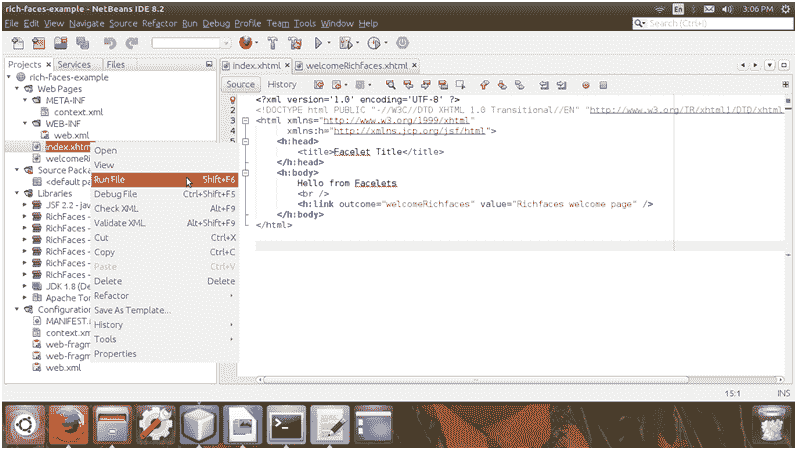 rich-faces-example - NetBeans IDE 8.2
En
3:06 PM
File Edit View Navigate Source Refactor Run Debug Profile Team Tools Window Help
Search (Ctrl+I)
Projects Services Files
index.xhtml welcomeRichfaces.xhtml
Source History
rich-faces-example
Web Pages
META-INF
context.xml
WEB-INF
web.xml
index.xhtm
welcomeRi
Source Packa
<default pa
Libraries
JSF 2.2 - jav
RichFaces -
RichFaces -
RichFaces -
RichFaces -
RichFaces -
JDK 1.8 (De
Apache Tom
Configuration
MANIFEST.
context.xm
web-fragm
web-fragm
web.xml
Open
View
Run File Shift+F6
Debug File Ctrl+Shift+F5
Check XML Alt+F9
Validate XML Alt+Shift+F9
Cut Ctrl+X
Copy Ctrl+C
Paste Ctrl+V
Delete Delete
Refactor
Save As Template...
History
Tools
Properties
<?xml version='1.0' encoding='UTF-8' ?>
2 <!DOCTYPE html PUBLIC "-//W3C//DTD XHTML 1.0 Transitional//EN" "http://www.w3.org/TR/xhtml1/DTD/xhtml
3 <html xmlns="http://www.w3.org/1999/xhtml"
4 xmlns:h="http://xmlns.jcp.org/jsf/html">
5 <h:head>
<title>Facelet Title</title>
</h:head>
<h:body>
Hello from Facelets
<br />
<h:link outcome="welcomeRichfaces" value="Richfaces welcome page" />
</h:body>
</html>
15:1 INS